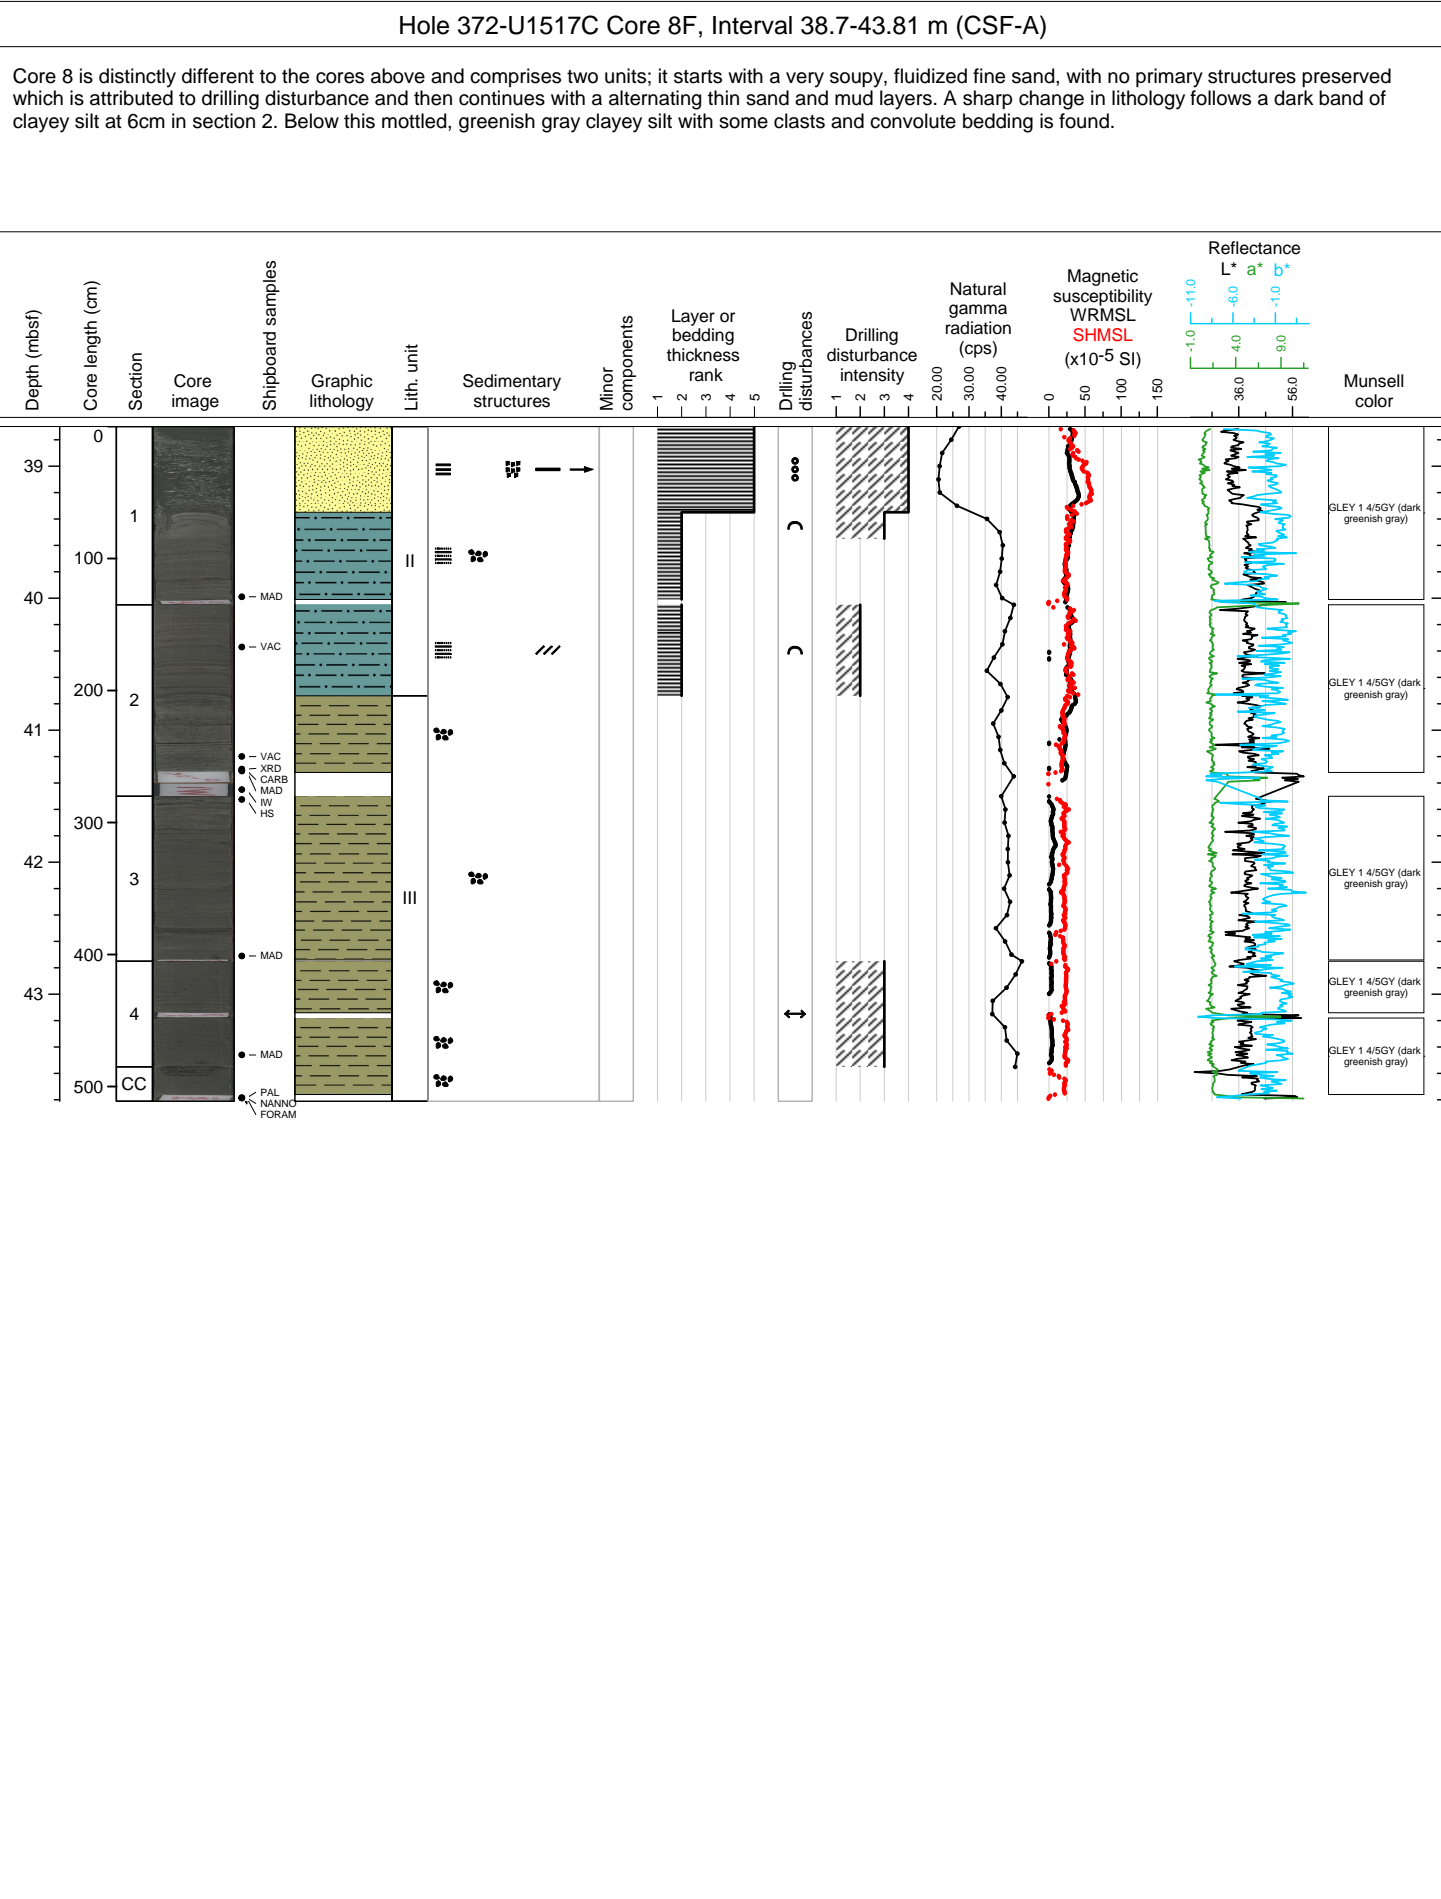 Hole 372-U1517C Core 8F, Interval 38.7-43.81 m (CSF-A)
Core 8 is distinctly different to the cores above and comprises two units; it starts with a very soupy, fluidized fine sand, with no primary structures preserved
which is attributed to drilling disturbance and then continues with a alternating thin sand and mud layers. A sharp change in lithology follows a dark band of
clayey silt at 6cm in section 2. Below this mottled, greenish gray clayey silt with some clasts and convolute bedding is found.
Depth (mbsf)
Core length (cm)
Section
Core
image
Shipboard samples
Graphic
lithology
Lith. unit
Sedimentary
structures
Minor
components
Layer or
bedding
thickness
rank
1 2 3 4 5
Drlling
disturbances
Drilling
disturbance
intensity
1 2 3 4
Natural
gamma
radiation
(cps)
20.00 30.00 40.00
Magnetic
susceptibility
WRMSL
SHMSL
(x10-5 SI)
0 50 100 150
Reflectance
L* a* b*
-11.0 -6.0 -1.0
-1.0 4.0 9.0
36.0 56.0
Munsell
color
39
40
41
42
43
0
100
200
300
400
500
1
2
3
4
CC
MAD
VAC
VAC
XRD
CARB
MAD
IW
HS
MAD
MAD
PAL
NANNO
FORAM
II
III
GLEY 1 4/5GY (dark
greenish gray)
GLEY 1 4/5GY (dark
greenish gray)
GLEY 1 4/5GY (dark
greenish gray)
GLEY 1 4/5GY (dark
greenish gray)
GLEY 1 4/5GY (dark
greenish gray)